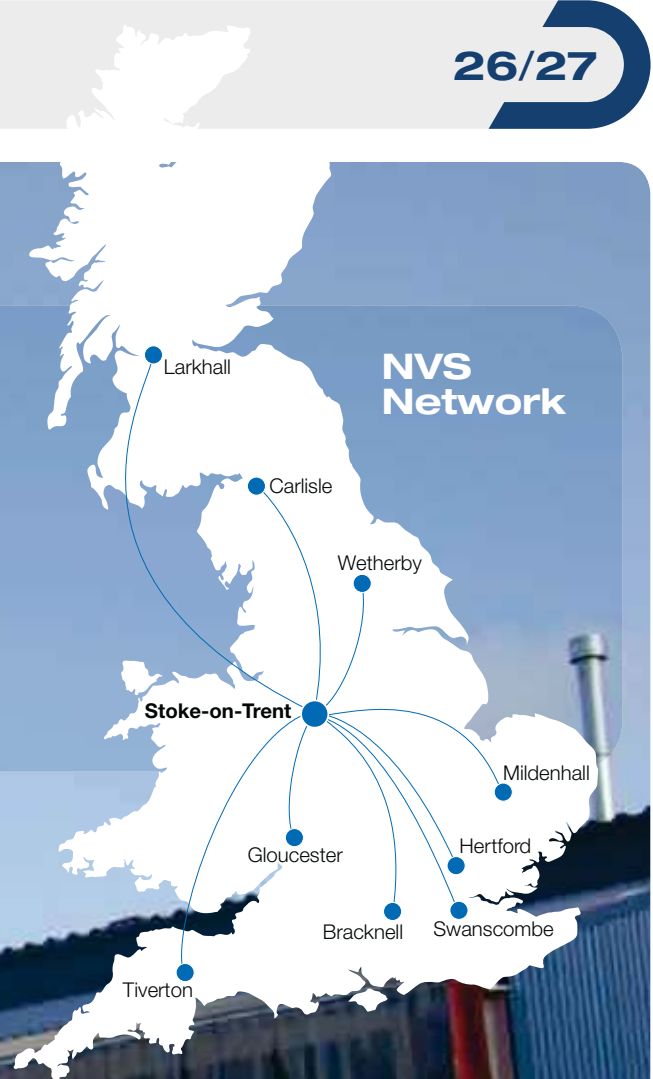 26/27
NVS
Network
Larkhall
Carlisle
Wetherby
Stoke-on-Trent
Mildenhall
Gloucester
Hertford
Bracknell
Swanscombe
Tiverton